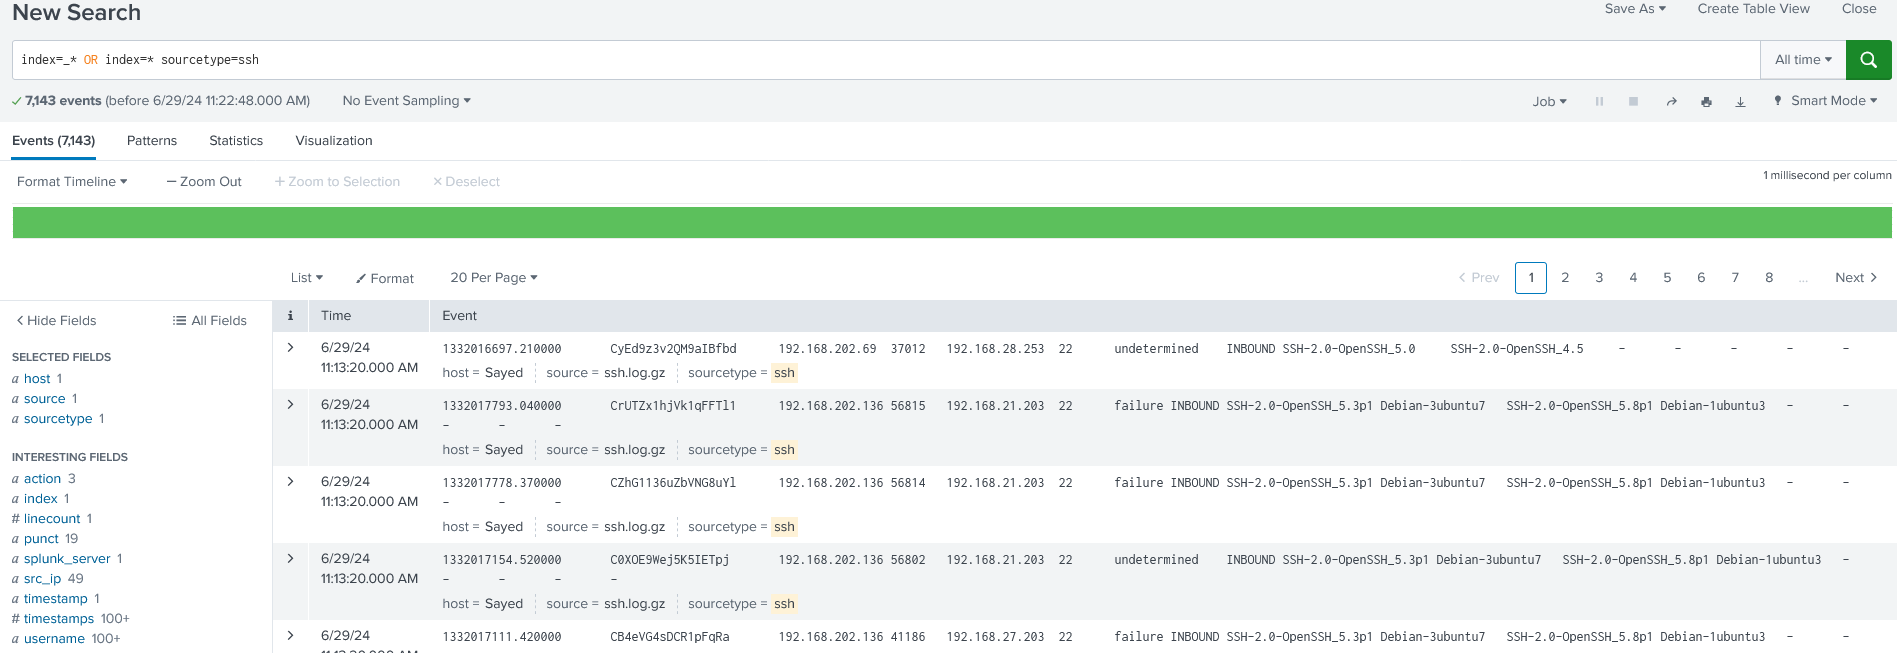 New Search
Save As Create Table View Close
index=_* OR index=* sourcetype=ssh
All time
7,143 events (before 6/29/24 11:22:48.000 AM) No Event Sampling
Job Smart Mode
Events (7,143) Patterns Statistics Visualization
Format Timeline — Zoom Out + Zoom to Selection × Deselect
1 millisecond per column
List Format 20 Per Page
< Prev 1 2 3 4 5 6 7 8 ... Next >
< Hide Fields All Fields
SELECTED FIELDS
a host 1
a source 1
a sourcetype 1
INTERESTING FIELDS
a action 3
a index 1
# linecount 1
a punct 19
a splunk_server 1
a src_ip 49
a timestamp 1
# timestamps 100+
a username 100+
i Time Event
> 6/29/24 11:13:20.000 AM
1332016697.210000 CyEd9z3v2QM9aIBfbd 192.168.202.69 37012 192.168.28.253 22 undetermined INBOUND SSH-2.0-OpenSSH_5.0 SSH-2.0-OpenSSH_4.5 - - - - -
host = Sayed source = ssh.log.gz sourcetype = ssh
> 6/29/24 11:13:20.000 AM
1332017793.040000 CrUTZx1hjVk1qFFTl1 192.168.202.136 56815 192.168.21.203 22 failure INBOUND SSH-2.0-OpenSSH_5.3p1 Debian-3ubuntu7 SSH-2.0-OpenSSH_5.8p1 Debian-1ubuntu3 - -
- - -
host = Sayed source = ssh.log.gz sourcetype = ssh
> 6/29/24 11:13:20.000 AM
1332017778.370000 CZhG1136uZbVNG8uYl 192.168.202.136 56814 192.168.21.203 22 failure INBOUND SSH-2.0-OpenSSH_5.3p1 Debian-3ubuntu7 SSH-2.0-OpenSSH_5.8p1 Debian-1ubuntu3 - -
- - -
host = Sayed source = ssh.log.gz sourcetype = ssh
> 6/29/24 11:13:20.000 AM
1332017154.520000 C0XOE9Wej5K5IETpj 192.168.202.136 56802 192.168.21.203 22 undetermined INBOUND SSH-2.0-OpenSSH_5.3p1 Debian-3ubuntu7 SSH-2.0-OpenSSH_5.8p1 Debian-1ubuntu3 -
- - - -
host = Sayed source = ssh.log.gz sourcetype = ssh
> 6/29/24
1332017111.420000 CB4eVG4sDCR1pFqRa 192.168.202.136 41186 192.168.27.203 22 failure INBOUND SSH-2.0-OpenSSH_5.3p1 Debian-3ubuntu7 SSH-2.0-OpenSSH_5.8p1 Debian-1ubuntu3 - -